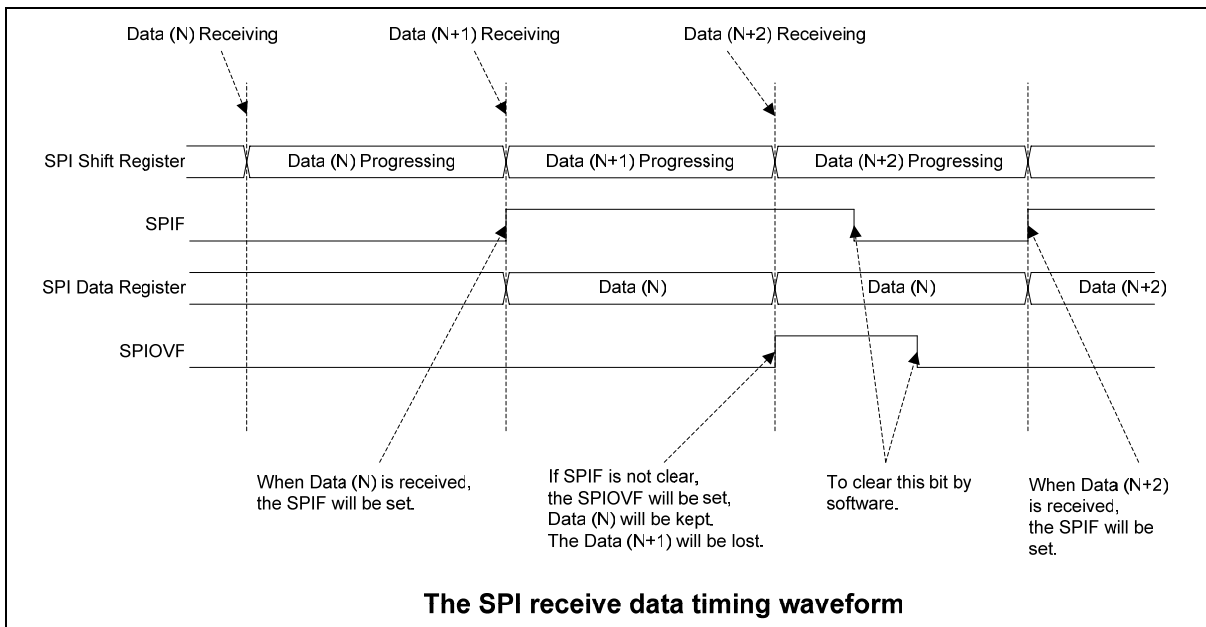 Data (N) Receiving
Data (N+1) Receiving
Data (N+2) Receiveing
SPI Shift Register
Data (N) Progressing
Data (N+1) Progressing
Data (N+2) Progressing
SPIF
SPI Data Register
Data (N)
Data (N)
Data (N+2)
SPIOVF
When Data (N) is received,
the SPIF will be set.
If SPIF is not clear,
the SPIOVF will be set,
Data (N) will be kept.
The Data (N+1) will be lost.
To clear this bit by
software.
When Data (N+2)
is received,
the SPIF will be
set.
The SPI receive data timing waveform